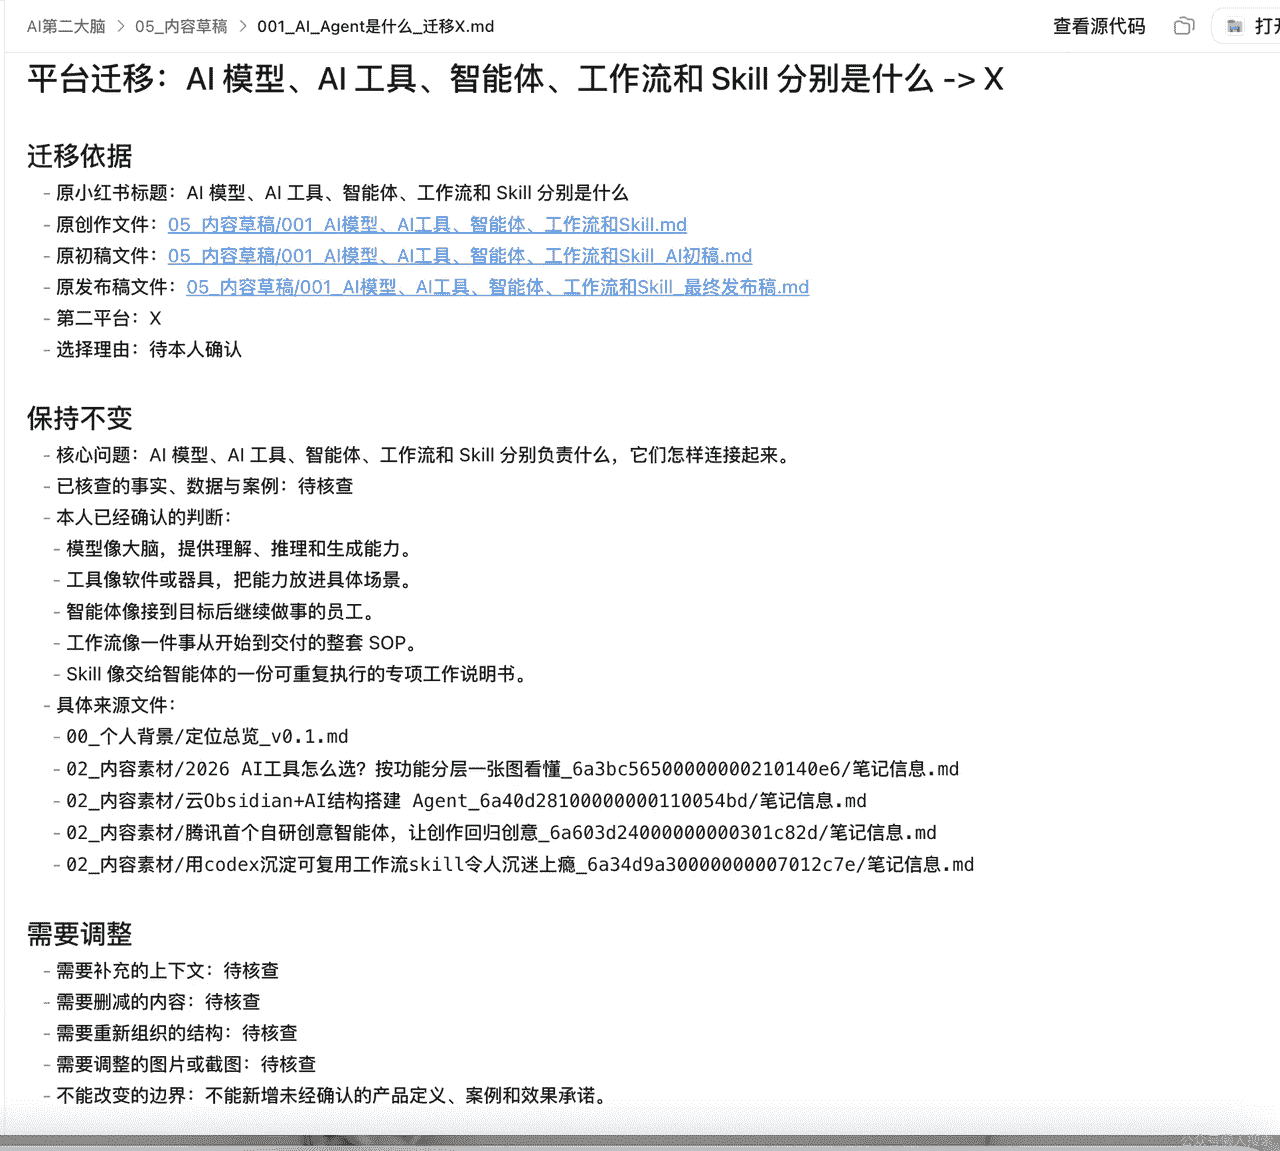 AI第二大脑 > 05_内容草稿 > 001_AI_Agent是什么_迁移X.md 查看源代码 打开
平台迁移：AI 模型、AI 工具、智能体、工作流和 Skill 分别是什么 -> X
迁移依据
- 原小红书标题：AI 模型、AI 工具、智能体、工作流和 Skill 分别是什么
- 原创作文件：05_内容草稿/001_AI模型、AI工具、智能体、工作流和Skill.md
- 原初稿文件：05_内容草稿/001_AI模型、AI工具、智能体、工作流和Skill_AI初稿.md
- 原发布稿文件：05_内容草稿/001_AI模型、AI工具、智能体、工作流和Skill_最终发布稿.md
- 第二平台：X
- 选择理由：待本人确认
保持不变
- 核心问题：AI 模型、AI 工具、智能体、工作流和 Skill 分别负责什么，它们怎样连接起来。
- 已核查的事实、数据与案例：待核查
- 本人已经确认的判断：
- 模型像大脑，提供理解、推理和生成能力。
- 工具像软件或器具，把能力放进具体场景。
- 智能体像接到目标后继续做事的员工。
- 工作流像一件事从开始到交付的整套 SOP。
- Skill 像交给智能体的一份可重复执行的专项工作说明书。
- 具体来源文件：
- 00_个人背景/定位总览_v0.1.md
- 02_内容素材/2026 AI工具怎么选？按功能分层一张图看懂_6a3bc56500000000210140e6/笔记信息.md
- 02_内容素材/云Obsidian+AI结构搭建 Agent_6a40d28100000000110054bd/笔记信息.md
- 02_内容素材/腾讯首个自研创意智能体，让创作回归创意_6a603d24000000000301c82d/笔记信息.md
- 02_内容素材/用codex沉淀可复用工作流skill令人沉迷上瘾_6a34d9a30000000007012c7e/笔记信息.md
需要调整
- 需要补充的上下文：待核查
- 需要删减的内容：待核查
- 需要重新组织的结构：待核查
- 需要调整的图片或截图：待核查
- 不能改变的边界：不能新增未经确认的产品定义、案例和效果承诺。
公众号懒人搜索